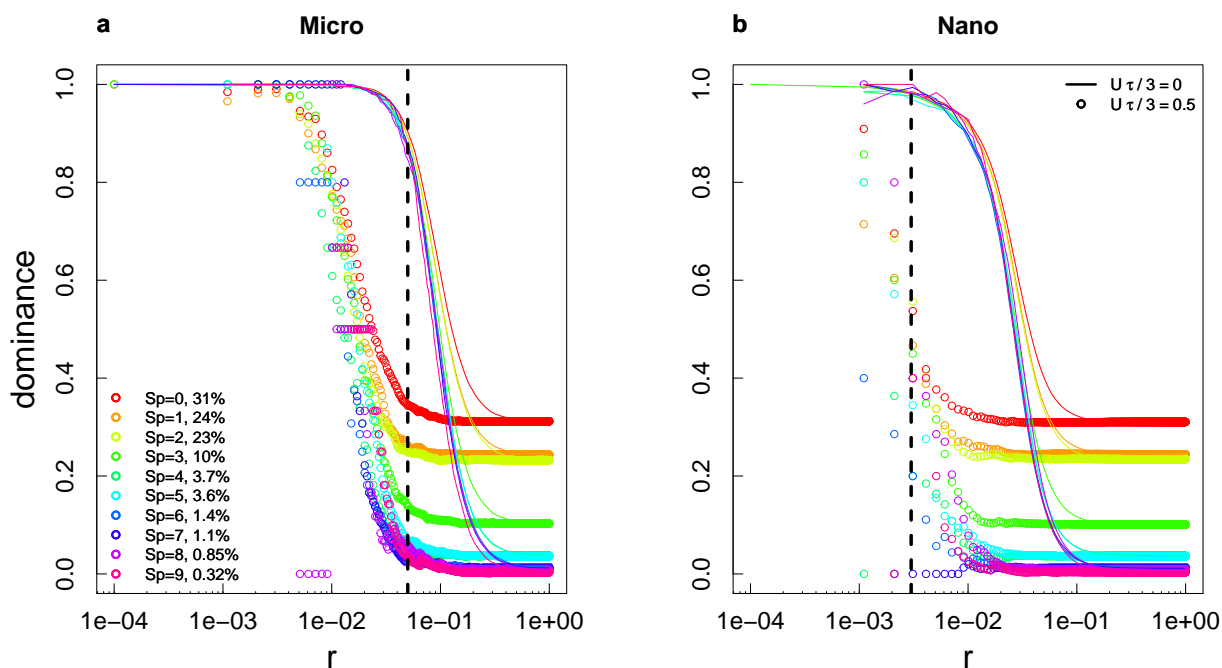 a Micro
b Nano
dominance
1.0
0.8
0.6
0.4
0.2
0.0
Sp=0, 31%
Sp=1, 24%
Sp=2, 23%
Sp=3, 10%
Sp=4, 3.7%
Sp=5, 3.6%
Sp=6, 1.4%
Sp=7, 1.1%
Sp=8, 0.85%
Sp=9, 0.32%
1e−04 1e−03 1e−02 1e−01 1e+00
r
1.0
0.8
0.6
0.4
0.2
0.0
U τ / 3 = 0
U τ / 3 = 0.5
1e−04 1e−03 1e−02 1e−01 1e+00
r